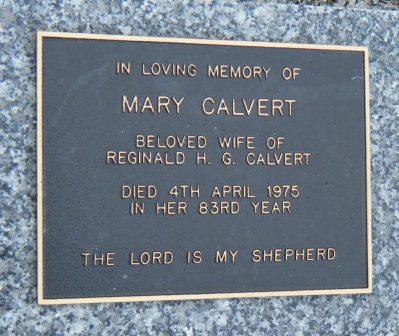 IN LOVING MEMORY OF
MARY CALVERT
BELOVED WIFE OF
REGINALD H. G. CALVERT
DIED 4TH APRIL 1975
IN HER 83RD YEAR
THE LORD IS MY SHEPHERD